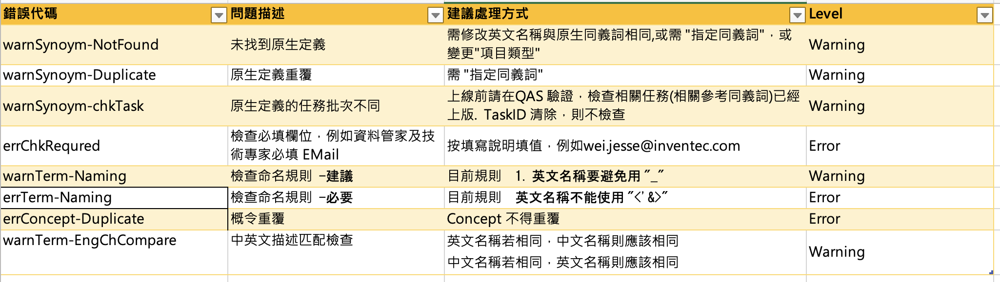 錯誤代碼 問題描述 建議處理方式 Level
warnSynoym-NotFound 未找到原生定義 需修改英文名稱與原生同義詞相同,或需 "指定同義詞"，或
變更"項目類型" Warning
warnSynoym-Duplicate 原生定義重覆 需 "指定同義詞" Warning
warnSynoym-chkTask 原生定義的任務批次不同 上線前請在QAS 驗證，檢查相關任務(相關參考同義詞)已經
上版. TaskID 清除，則不檢查 Warning
errChkRequred 檢查必填欄位，例如資料管家及技
術專家必填 EMail 按填寫說明填值，例如wei.jesse@inventec.com Error
warnTerm-Naming 檢查命名規則 -建議 目前規則 1. 英文名稱要避免用 "_" Warning
errTerm-Naming 檢查命名規則 -必要 目前規則 英文名稱不能使用 "<' &>" Error
errConcept-Duplicate 概令重覆 Concept 不得重覆 Error
warnTerm-EngChCompare 中英文描述匹配檢查 英文名稱若相同，中文名稱則應該相同
中文名稱若相同，英文名稱則應該相同 Warning